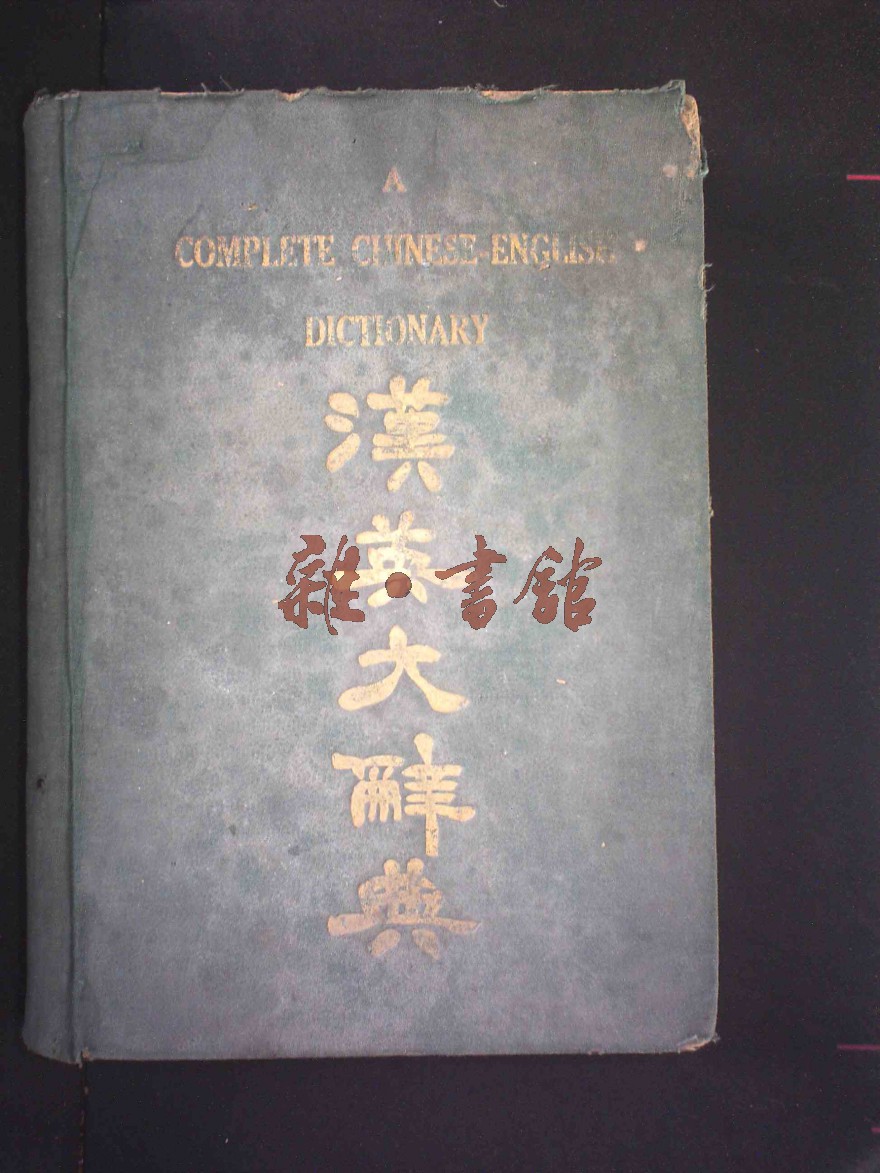 A
COMPLETE CHINESE-ENGLISH
DICTIONARY
漢英大辭典
雜·書館